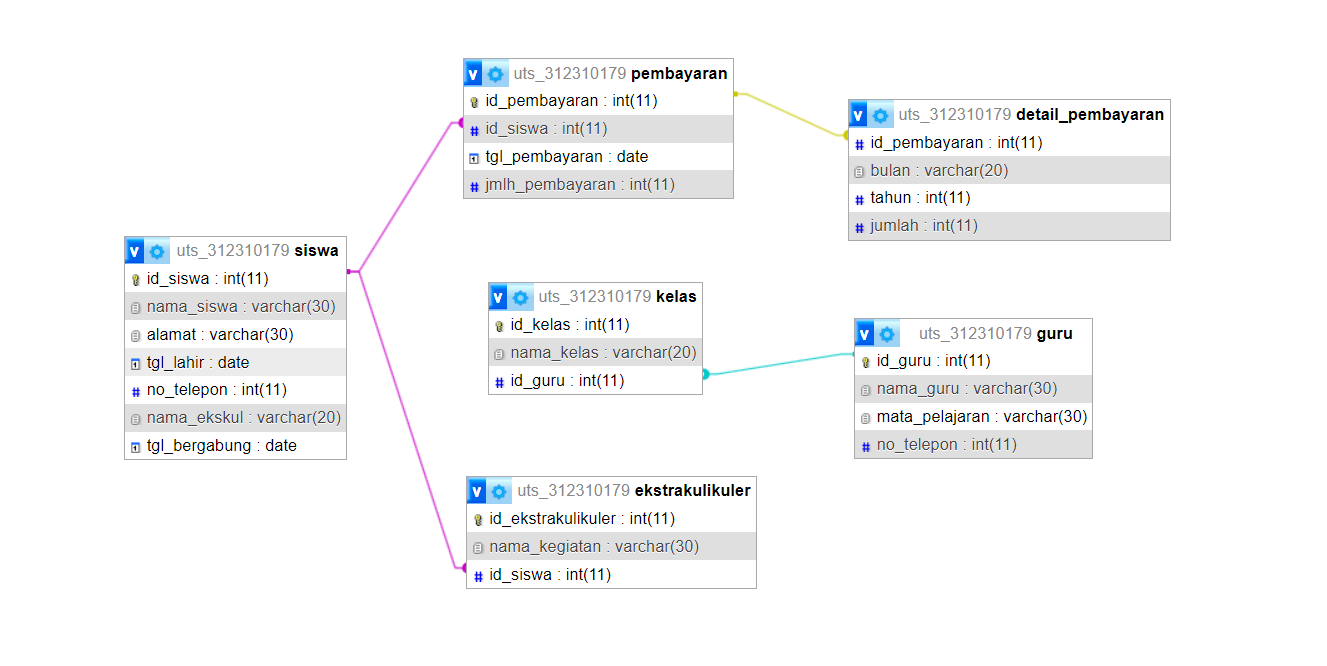 uts_312310179 pembayaran
id_pembayaran : int(11)
id_siswa : int(11)
tgl_pembayaran : date
jmlh_pembayaran : int(11)
uts_312310179 detail_pembayaran
id_pembayaran : int(11)
bulan : varchar(20)
tahun : int(11)
jumlah : int(11)
uts_312310179 siswa
id_siswa : int(11)
nama_siswa : varchar(30)
alamat : varchar(30)
tgl_lahir : date
no_telepon : int(11)
nama_ekskul : varchar(20)
tgl_bergabung : date
uts_312310179 kelas
id_kelas : int(11)
nama_kelas : varchar(20)
id_guru : int(11)
uts_312310179 guru
id_guru : int(11)
nama_guru : varchar(30)
mata_pelajaran : varchar(30)
no_telepon : int(11)
uts_312310179 ekstrakulikuler
id_ekstrakulikuler : int(11)
nama_kegiatan : varchar(30)
id_siswa : int(11)